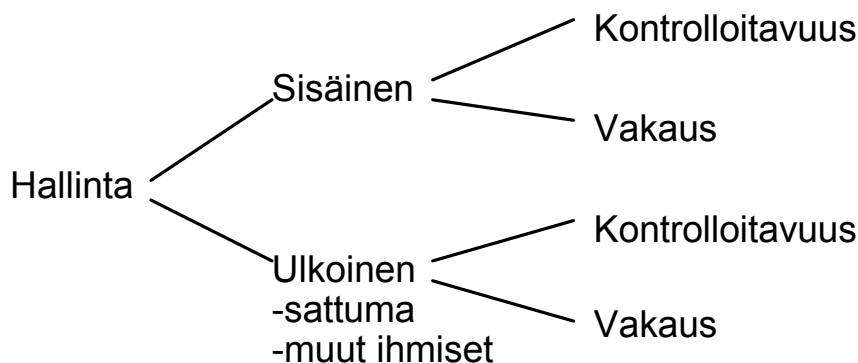 Kontrolloitavuus
Sisäinen
Vakaus
Hallinta
Kontrolloitavuus
Ulkoinen
-sattuma
-muut ihmiset
Vakaus